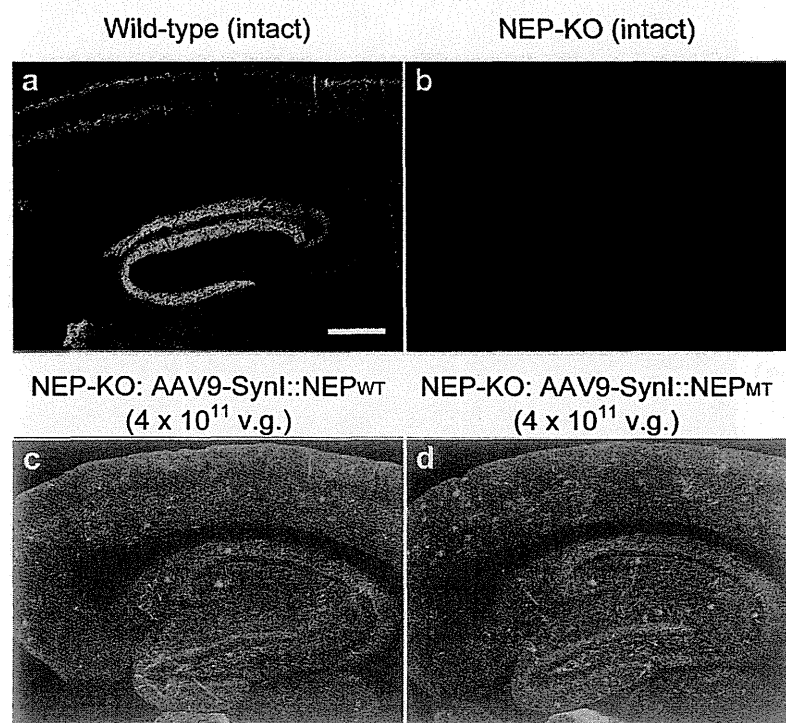 Wild-type (intact)
NEP-KO (intact)
a
b
NEP-KO: AAV9-SynI::NEPWT
(4 x 10¹¹ v.g.)
NEP-KO: AAV9-SynI::NEPMT
(4 x 10¹¹ v.g.)
c
d